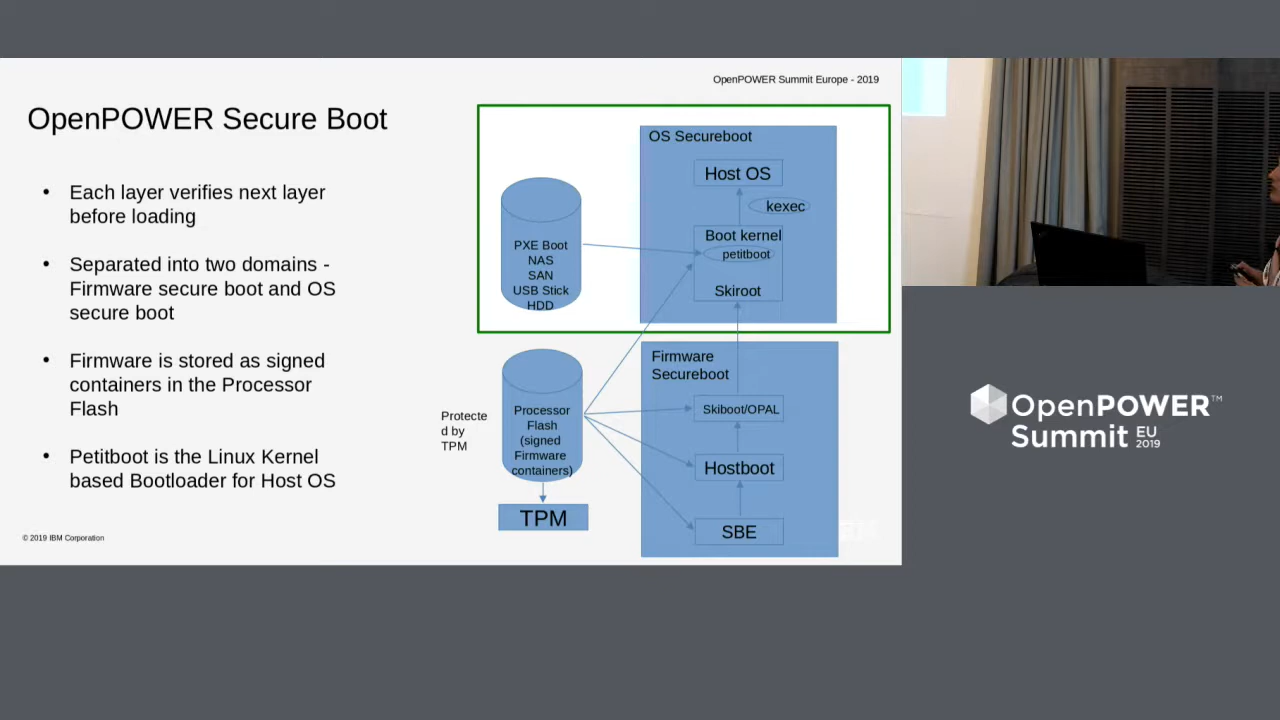 OpenPOWER Summit Europe - 2019
OpenPOWER Secure Boot
• Each layer verifies next layer
before loading
• Separated into two domains -
Firmware secure boot and OS
secure boot
• Firmware is stored as signed
containers in the Processor
Flash
• Petitboot is the Linux Kernel
based Bootloader for Host OS
© 2019 IBM Corporation
OS Secureboot
Host OS
kexec
Boot kernel
petitboot
Skiroot
PXE Boot
NAS
SAN
USB Stick
HDD
Firmware
Secureboot
Skiboot/OPAL
Hostboot
SBE
Processor
Flash
(signed
Firmware
containers)
Protecte
d by
TPM
TPM
IBM
OpenPOWER™
Summit EU
2019